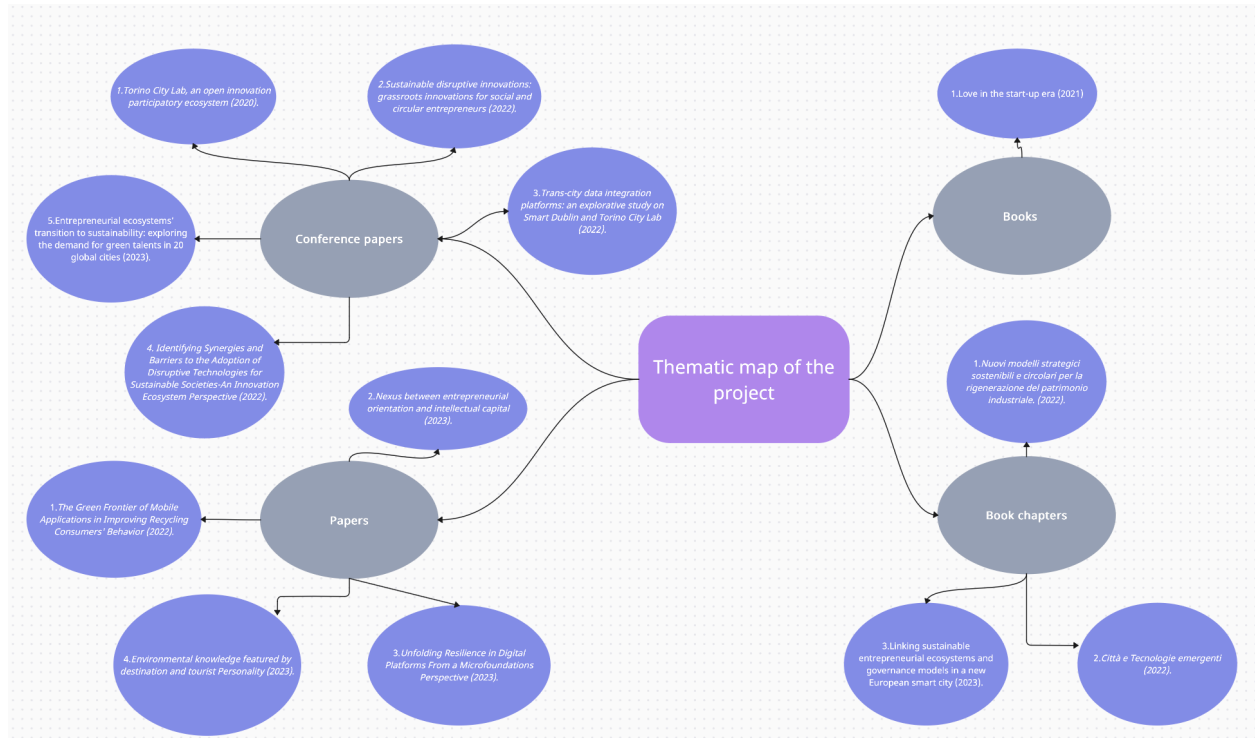 1.Torino City Lab, an open innovation
participatory ecosystem (2020).
2.Sustainable disruptive innovations:
grassroots innovations for social and
circular entrepreneurs (2022).
3.Trans-city data integration
platforms: an explorative study on
Smart Dublin and Torino City Lab
(2022).
5.Entrepreneurial ecosystems'
transition to sustainability: exploring
the demand for green talents in 20
global cities (2023).
Conference papers
4. Identifying Synergies and
Barriers to the Adoption of
Disruptive Technologies for
Sustainable Societies-An Innovation
Ecosystem Perspective (2022).
2.Nexus between entrepreneurial
orientation and intellectual capital
(2023).
1.The Green Frontier of Mobile
Applications in Improving Recycling
Consumers' Behavior (2022).
Papers
4.Environmental knowledge featured by
destination and tourist Personality (2023).
3.Unfolding Resilience in Digital
Platforms From a Microfoundations
Perspective (2023).
Thematic map of the
project
1.Love in the start-up era (2021)
Books
1.Nuovi modelli strategici
sostenibili e circolari per la
rigenerazione del patrimonio
industriale. (2022).
Book chapters
3.Linking sustainable
entrepreneurial ecosystems and
governance models in a new
European smart city (2023).
2.Città e Tecnologie emergenti
(2022).